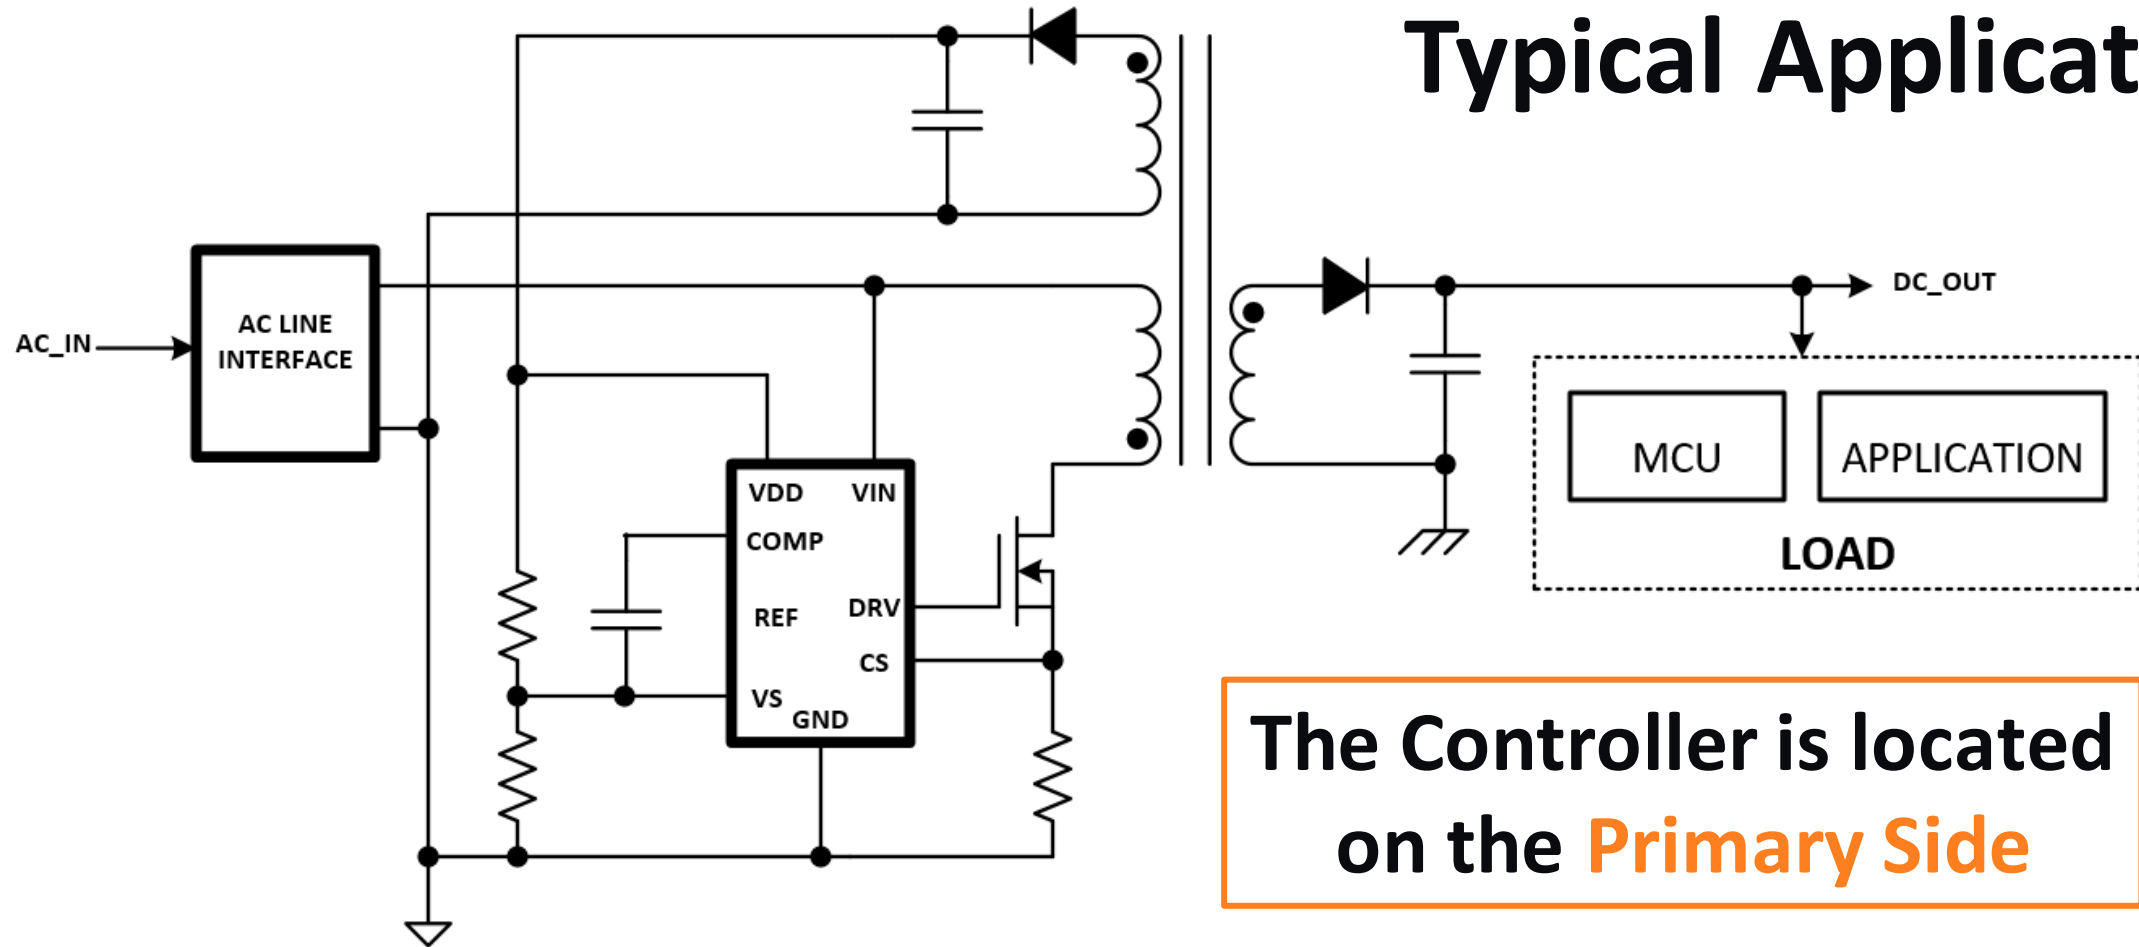 Typical Applicat
AC_IN
AC LINE
INTERFACE
DC_OUT
MCU
APPLICATION
LOAD
VDD
VIN
COMP
REF
DRV
CS
VS
GND
The Controller is located
on the Primary Side